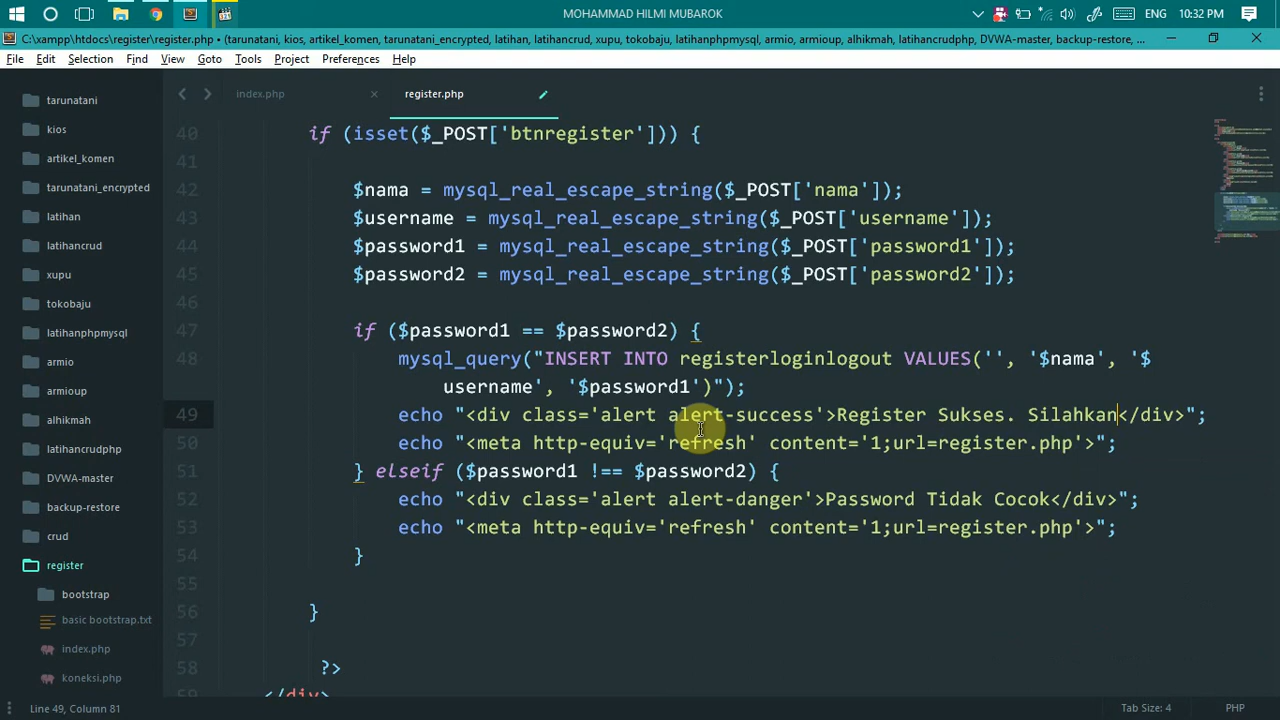 MOHAMMAD HILMI MUBAROK
ENG
10:32 PM
C:\xampp\htdocs\register\register.php • (tarunatani, kios, artikel_komen, tarunatani_encrypted, latihan, latihancrud, xupu, tokobaju, latihanphpmysql, armio, armioup, alhikmah, latihancrudphp, DVWA-master, backup-restore, ...
File Edit Selection Find View Goto Tools Project Preferences Help
tarunatani
kios
artikel_komen
tarunatani_encrypted
latihan
latihancrud
xupu
tokobaju
latihanphpmysql
armio
armioup
alhikmah
latihancrudphp
DVWA-master
backup-restore
crud
register
bootstrap
basic bootstrap.txt
index.php
koneksi.php
index.php
register.php
40 if (isset($_POST['btnregister'])) {
41
42 $nama = mysql_real_escape_string($_POST['nama']);
43 $username = mysql_real_escape_string($_POST['username']);
44 $password1 = mysql_real_escape_string($_POST['password1']);
45 $password2 = mysql_real_escape_string($_POST['password2']);
46
47 if ($password1 == $password2) {
48 mysql_query("INSERT INTO registerloginlogout VALUES('', '$nama', '$
username', '$password1')");
49 echo "<div class='alert alert-success'>Register Sukses. Silahkan</div>";
50 echo "<meta http-equiv='refresh' content='1;url=register.php'>";
51 } elseif ($password1 !== $password2) {
52 echo "<div class='alert alert-danger'>Password Tidak Cocok</div>";
53 echo "<meta http-equiv='refresh' content='1;url=register.php'>";
54 }
55
56 }
57
58 ?>
59 </div>
Line 49, Column 81
Tab Size: 4
PHP